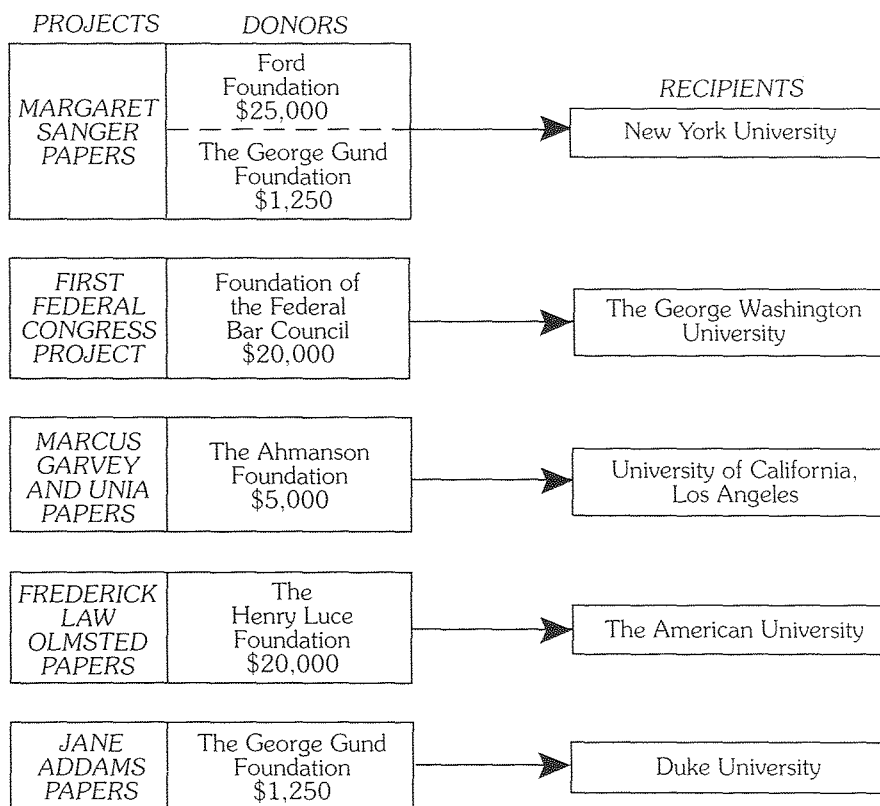 PROJECTS
DONORS
RECIPIENTS
MARGARET
SANGER
PAPERS
Ford
Foundation
$25,000
The George Gund
Foundation
$1,250
New York University
FIRST
FEDERAL
CONGRESS
PROJECT
Foundation of
the Federal
Bar Council
$20,000
The George Washington
University
MARCUS
GARVEY
AND UNIA
PAPERS
The Ahmanson
Foundation
$5,000
University of California,
Los Angeles
FREDERICK
LAW
OLMSTED
PAPERS
The
Henry Luce
Foundation
$20,000
The American University
JANE
ADDAMS
PAPERS
The George Gund
Foundation
$1,250
Duke University